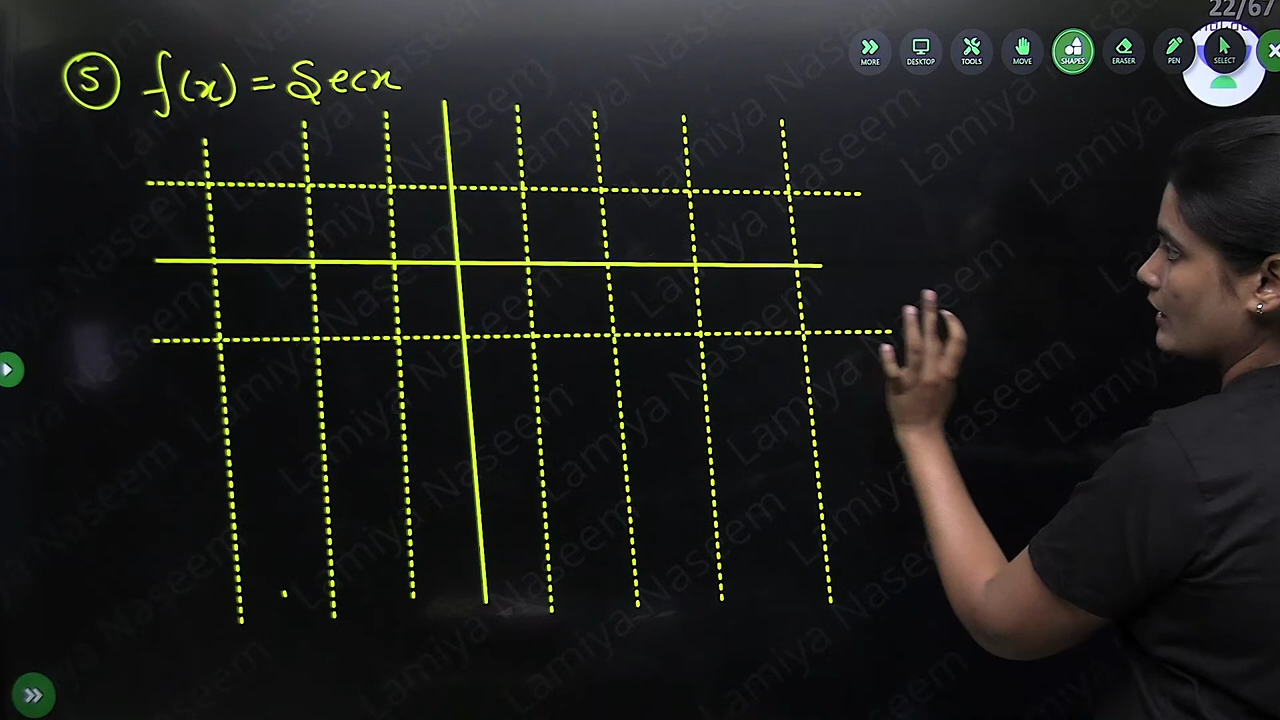 22/67
MORE DESKTOP TOOLS MOVE SHAPES ERASER PEN SELECT
⑤ f(x) = Secx
Lamiya Naseem